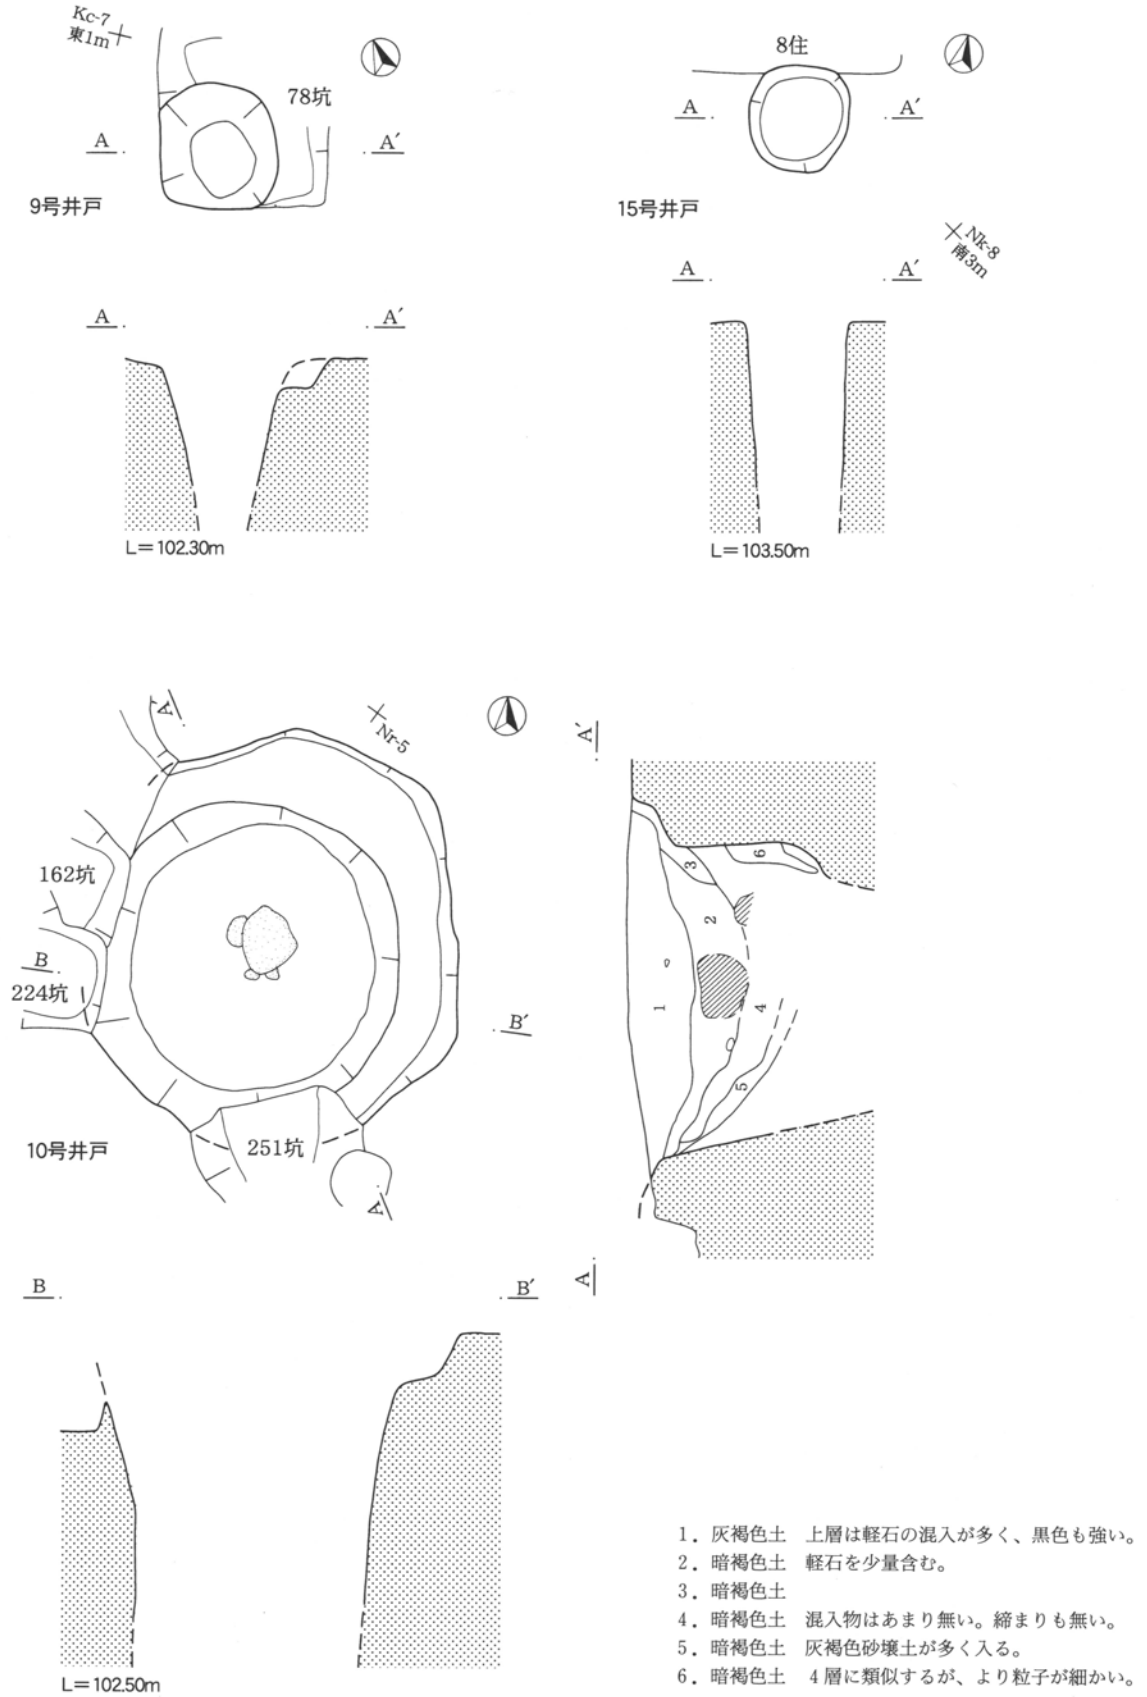 Kc-7
東1m
78坑
A
A′
9号井戸
A
A′
L=102.30m
8住
A
A′
15号井戸
Nk-8
南3m
A
A′
L=103.50m
A′
Nr-5
162坑
B
224坑
B′
10号井戸
251坑
A
A′
3
6
2
1
4
5
A
B
B′
L=102.50m
1．灰褐色土　上層は軽石の混入が多く、黒色も強い。
2．暗褐色土　軽石を少量含む。
3．暗褐色土
4．暗褐色土　混入物はあまり無い。締まりも無い。
5．暗褐色土　灰褐色砂壌土が多く入る。
6．暗褐色土　4層に類似するが、より粒子が細かい。